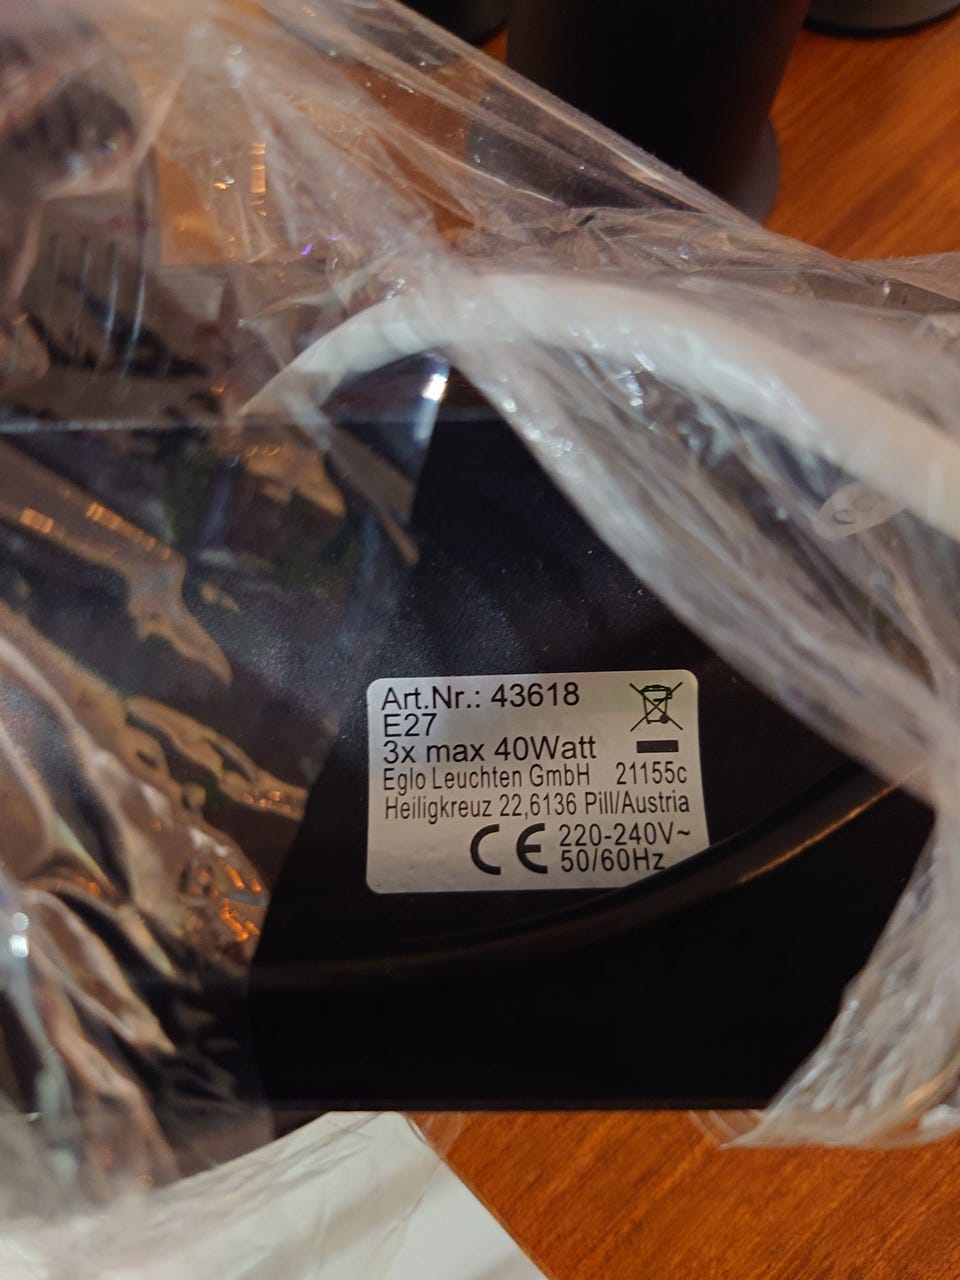 Art.Nr.: 43618
E27
3x max 40Watt
Eglo Leuchten GmbH 21155c
Heiligkreuz 22,6136 Pill/Austria
CE 220-240V~
50/60Hz